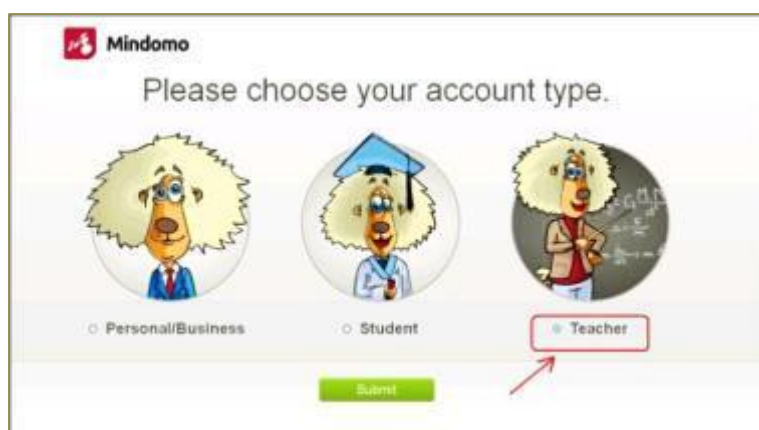 Mindomo
Please choose your account type.
Personal/Business
Student
Teacher
Submit